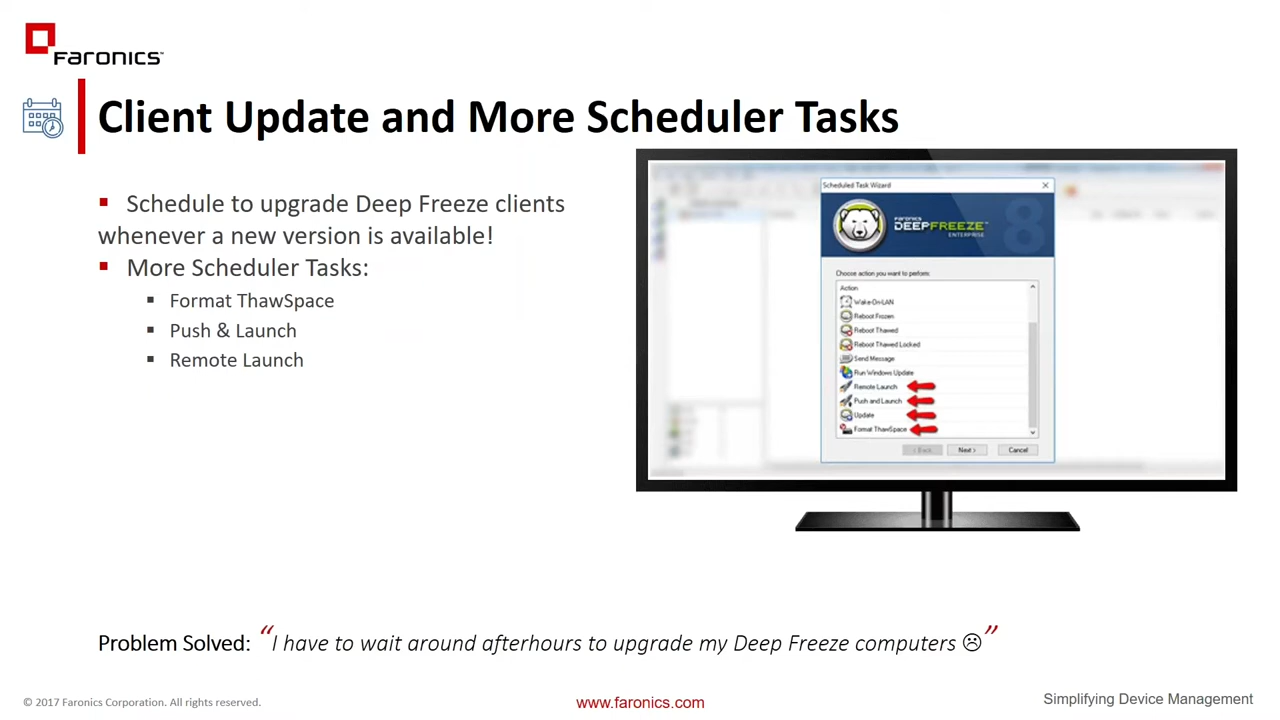 FARONICS
Client Update and More Scheduler Tasks
▪ Schedule to upgrade Deep Freeze clients
whenever a new version is available!
▪ More Scheduler Tasks:
▪ Format ThawSpace
▪ Push & Launch
▪ Remote Launch
Scheduled Task Wizard
FARONICS
DEEPFREEZE™
ENTERPRISE
8
Choose action you want to perform:
Action
Wake-On-LAN
Reboot Frozen
Reboot Thawed
Reboot Thawed Locked
Send Message
Run Windows Update
Remote Launch
Push and Launch
Update
Format ThawSpace
< Back Next > Cancel
Problem Solved: “I have to wait around afterhours to upgrade my Deep Freeze computers ☹”
© 2017 Faronics Corporation. All rights reserved.
www.faronics.com
Simplifying Device Management